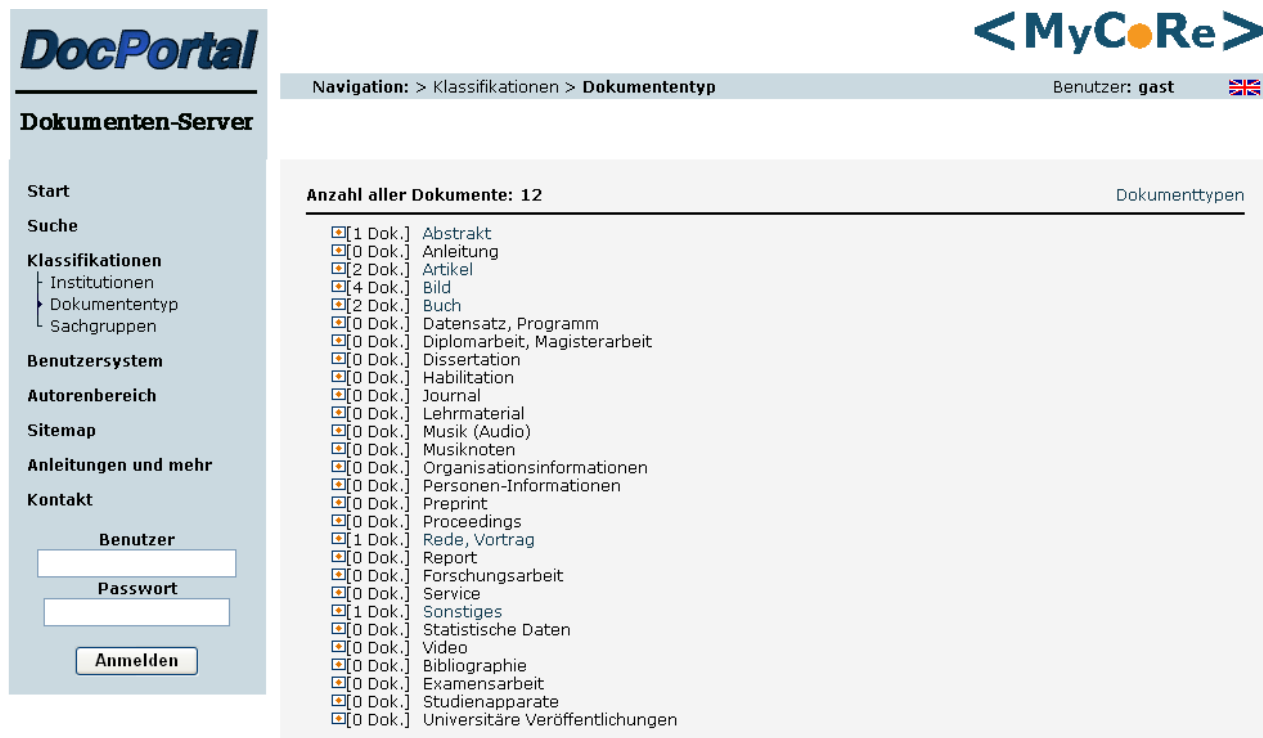 DocPortal
<MyCoRe>
Navigation: > Klassifikationen > Dokumententyp
Benutzer: gast
Dokumenten-Server
Start
Suche
Klassifikationen
Institutionen
Dokumententyp
Sachgruppen
Benutzersystem
Autorenbereich
Sitemap
Anleitungen und mehr
Kontakt
Benutzer
Passwort
Anmelden
Anzahl aller Dokumente: 12
Dokumenttypen
[1 Dok.] Abstrakt
[0 Dok.] Anleitung
[2 Dok.] Artikel
[4 Dok.] Bild
[2 Dok.] Buch
[0 Dok.] Datensatz, Programm
[0 Dok.] Diplomarbeit, Magisterarbeit
[0 Dok.] Dissertation
[0 Dok.] Habilitation
[0 Dok.] Journal
[0 Dok.] Lehrmaterial
[0 Dok.] Musik (Audio)
[0 Dok.] Musiknoten
[0 Dok.] Organisationsinformationen
[0 Dok.] Personen-Informationen
[0 Dok.] Preprint
[0 Dok.] Proceedings
[1 Dok.] Rede, Vortrag
[0 Dok.] Report
[0 Dok.] Forschungsarbeit
[0 Dok.] Service
[1 Dok.] Sonstiges
[0 Dok.] Statistische Daten
[0 Dok.] Video
[0 Dok.] Bibliographie
[0 Dok.] Examensarbeit
[0 Dok.] Studienapparate
[0 Dok.] Universitäre Veröffentlichungen